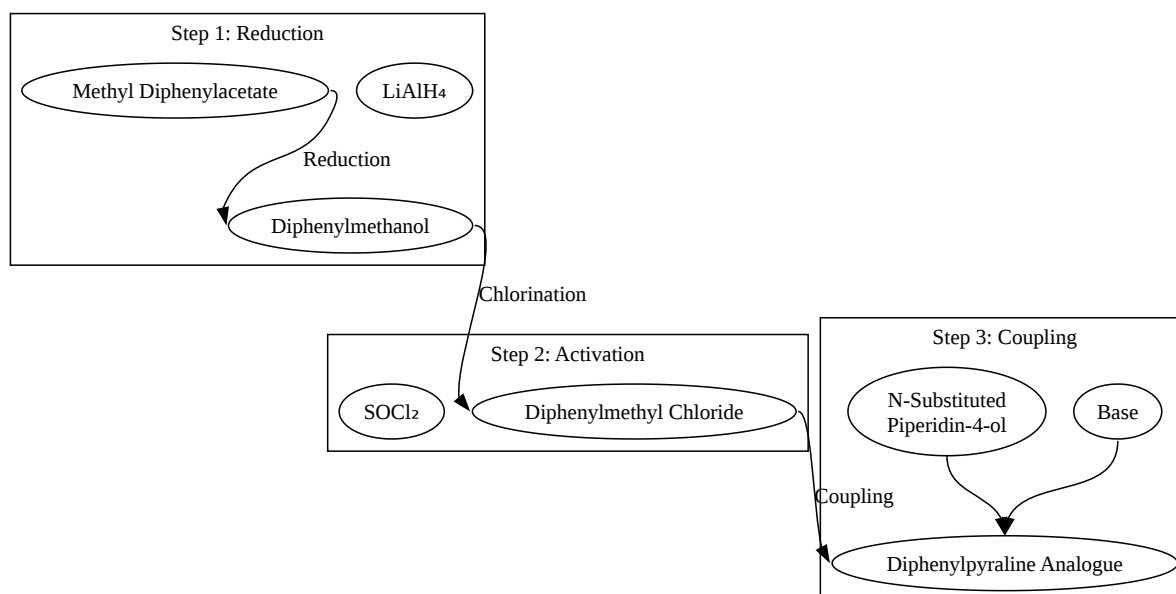 Step 1: Reduction
Methyl Diphenylacetate
LiAlH₄
Reduction
Diphenylmethanol
Chlorination
Step 2: Activation
SOCl₂
Diphenylmethyl Chloride
Step 3: Coupling
N-Substituted
Piperidin-4-ol
Base
Coupling
Diphenylpyraline Analogue